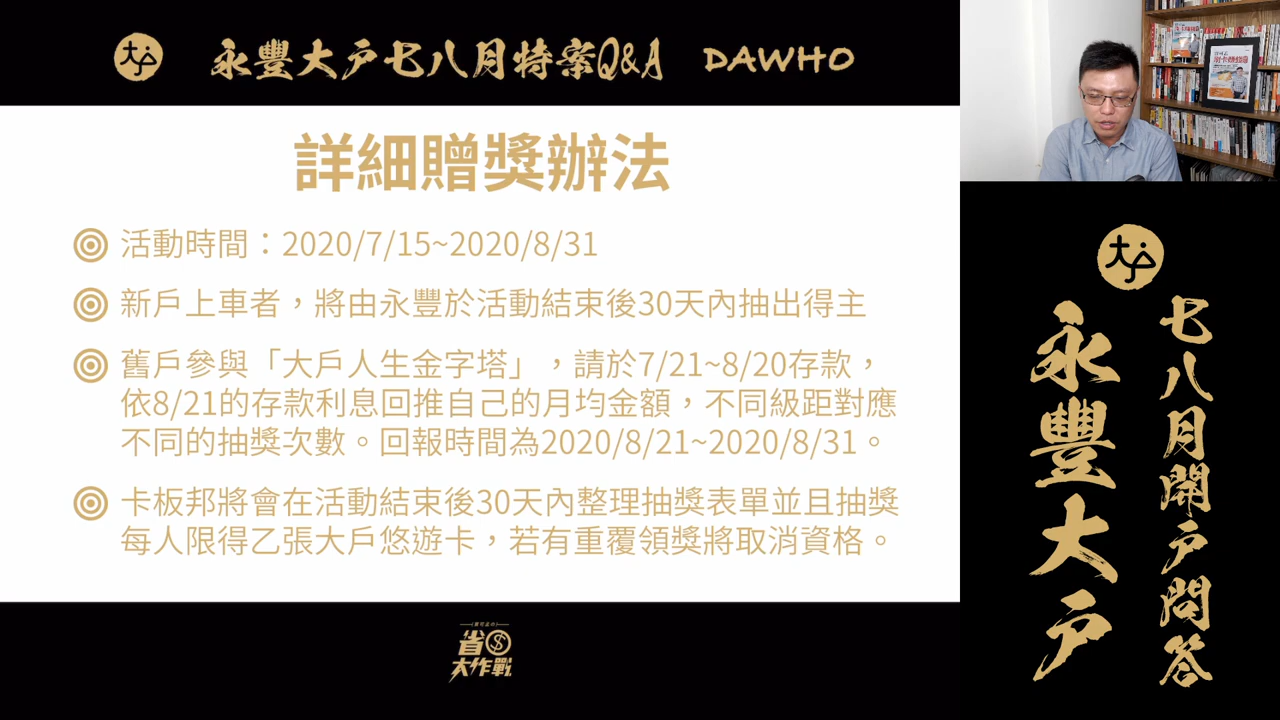 大戶
永豐大戶七八月特案Q&A
DAWHO
詳細贈獎辦法
活動時間：2020/7/15~2020/8/31
新戶上車者，將由永豐於活動結束後30天內抽出得主
舊戶參與「大戶人生金字塔」，請於7/21~8/20存款，
依8/21的存款利息回推自己的月均金額，不同級距對應
不同的抽獎次數。回報時間為2020/8/21~2020/8/31。
卡板邦將會在活動結束後30天內整理抽獎表單並且抽獎
每人限得乙張大戶悠遊卡，若有重覆領獎將取消資格。
省$
大作戰
大戶
七八月開戶問答
永豐大戶